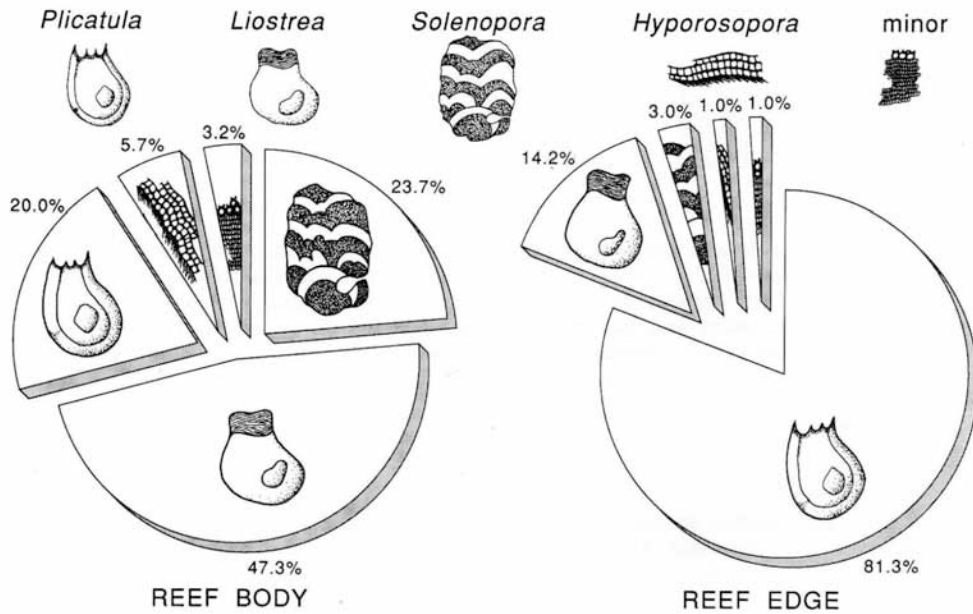 Plicatula Liostrea Solenopora Hyporosopora minor
3.0% 1.0% 1.0%
5.7% 3.2%
14.2%
20.0% 23.7%
47.3% 81.3%
REEF BODY REEF EDGE